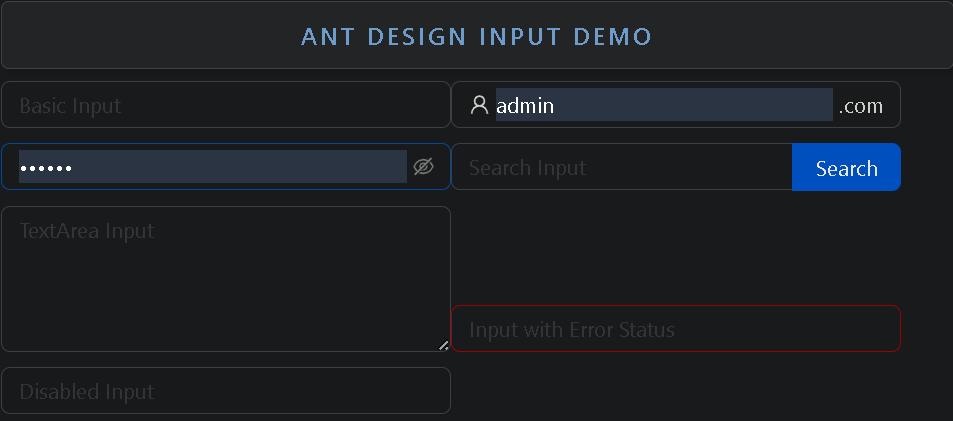 ANT DESIGN INPUT DEMO
Basic Input
admin .com
••••••
Search Input Search
TextArea Input
Input with Error Status
Disabled Input